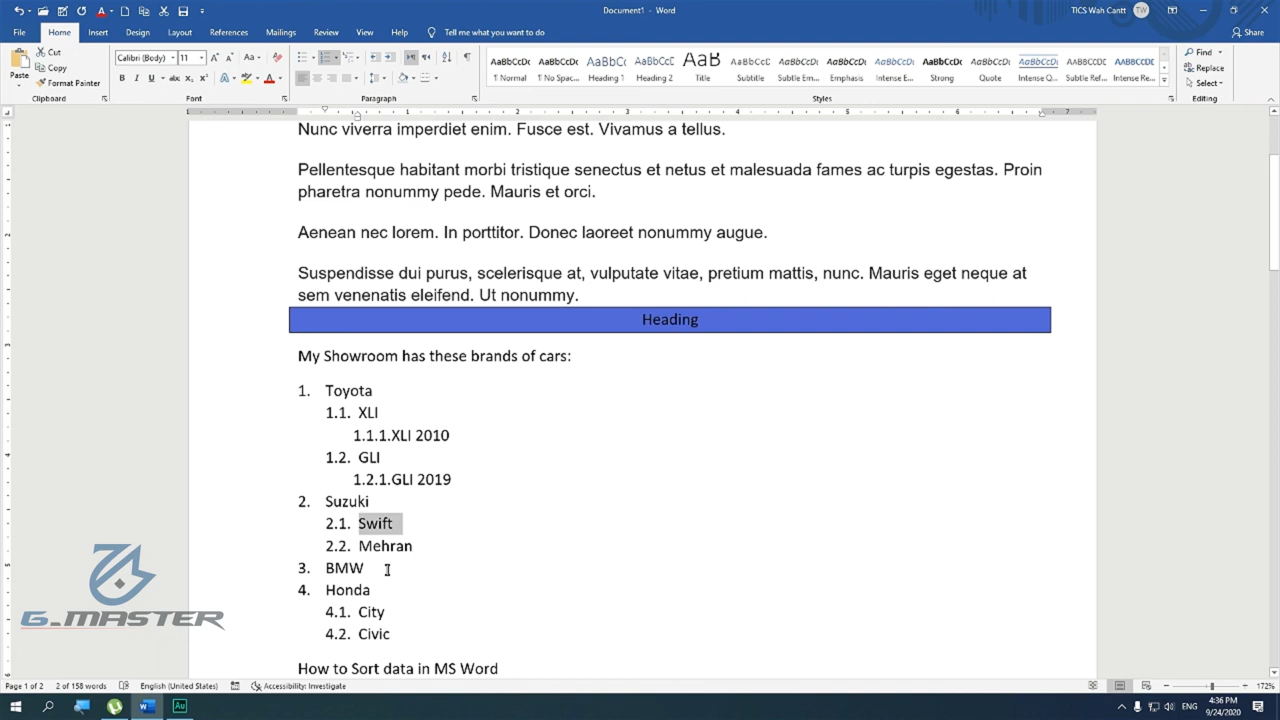 Document1 - Word
TICS Wah Cantt
TW
File
Home
Insert
Design
Layout
References
Mailings
Review
View
Help
Tell me what you want to do
Share
Paste
Cut
Copy
Format Painter
Clipboard
Calibri (Body)
11
Font
Paragraph
AaBbCcDc
¶ Normal
AaBbCcDc
¶ No Spac...
AaBbCc
Heading 1
AaBbCcD
Heading 2
AaB
Title
AaBbCcD
Subtitle
AaBbCcDc
Subtle Em...
AaBbCcDc
Emphasis
AaBbCcDc
Intense E...
AaBbCcDc
Strong
AaBbCcDc
Quote
AaBbCcDc
Intense Q...
AaBbCcDc
Subtle Ref...
AaBbCcDc
Intense Re...
Styles
Find
Replace
Select
Editing
Nunc viverra imperdiet enim. Fusce est. Vivamus a tellus.
Pellentesque habitant morbi tristique senectus et netus et malesuada fames ac turpis egestas. Proin
pharetra nonummy pede. Mauris et orci.
Aenean nec lorem. In porttitor. Donec laoreet nonummy augue.
Suspendisse dui purus, scelerisque at, vulputate vitae, pretium mattis, nunc. Mauris eget neque at
sem venenatis eleifend. Ut nonummy.
Heading
My Showroom has these brands of cars:
1. Toyota
1.1. XLI
1.1.1.XLI 2010
1.2. GLI
1.2.1.GLI 2019
2. Suzuki
2.1. Swift
2.2. Mehran
3. BMW
4. Honda
4.1. City
4.2. Civic
How to Sort data in MS Word
G.MASTER
Page 1 of 2
2 of 158 words
English (United States)
Accessibility: Investigate
172%
4:36 PM
9/24/2020